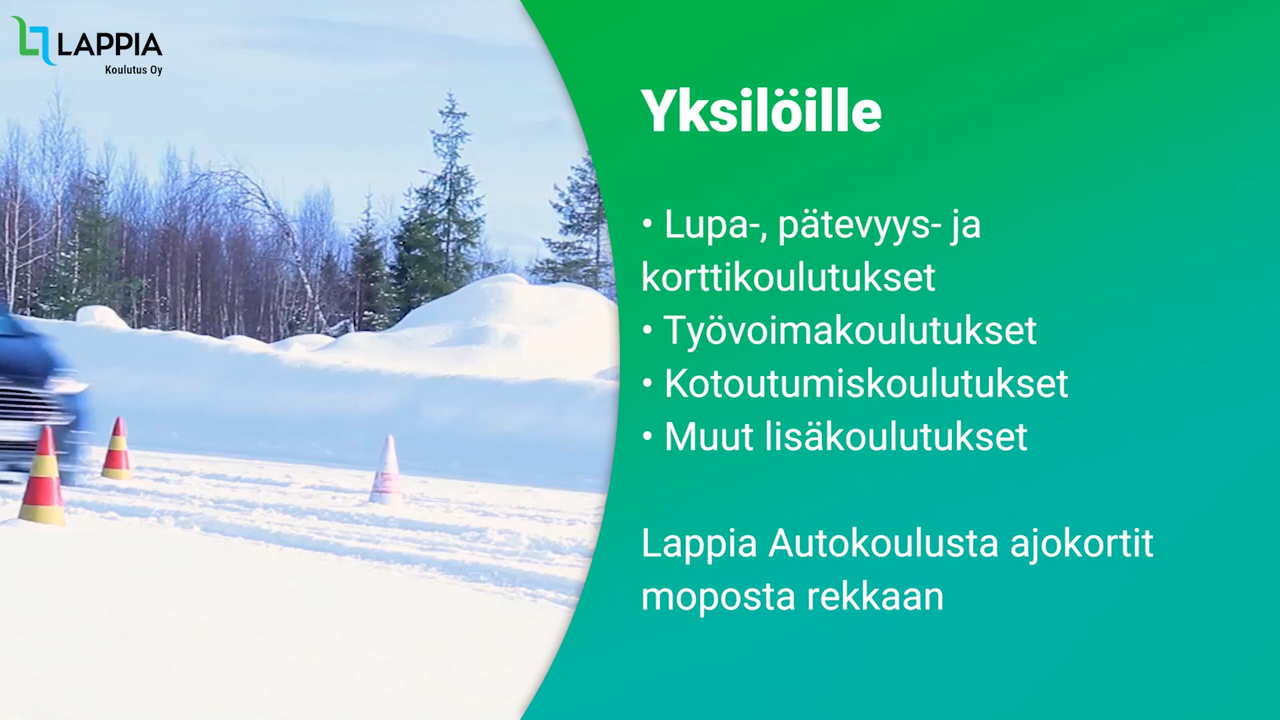 LAPPIA
Koulutus Oy
Yksilöille
• Lupa-, pätevyys- ja
korttikoulutukset
• Työvoimakoulutukset
• Kotoutumiskoulutukset
• Muut lisäkoulutukset
Lappia Autokoulusta ajokortit
moposta rekkaan